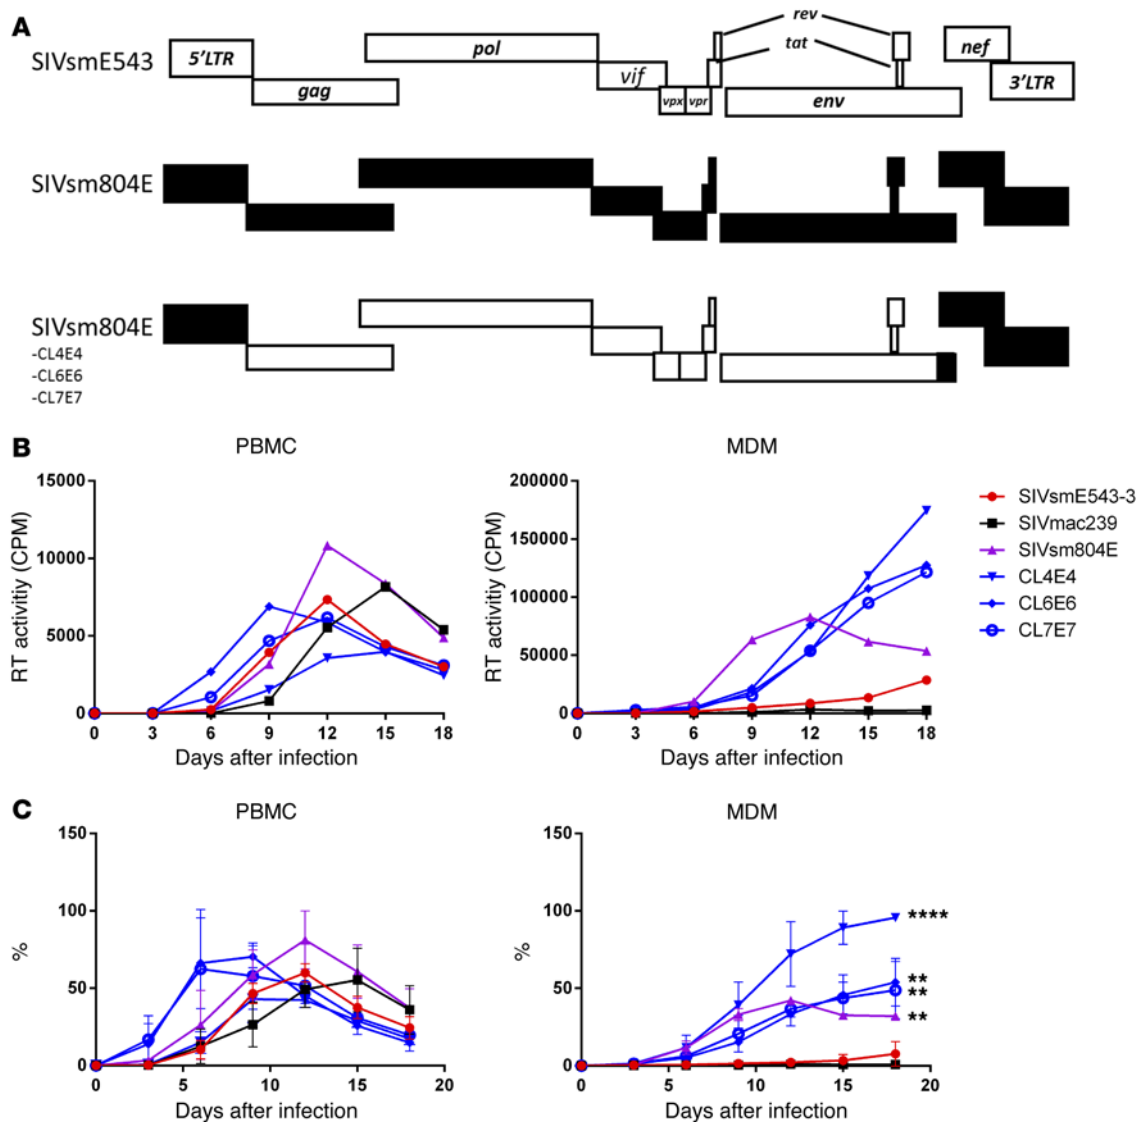 A
SIVsmE543
5'LTR
gag
pol
vif
vpx
vpr
rev
tat
env
nef
3'LTR
SIVsm804E
SIVsm804E
-CL4E4
-CL6E6
-CL7E7
B
PBMC
RT activitiy (CPM)
15000
10000
5000
0
0 3 6 9 12 15 18
Days after infection
MDM
RT activitiy (CPM)
200000
150000
100000
50000
0
0 3 6 9 12 15 18
Days after infection
SIVsmE543-3
SIVmac239
SIVsm804E
CL4E4
CL6E6
CL7E7
C
PBMC
%
150
100
50
0
0 5 10 15 20
Days after infection
MDM
%
150
100
50
0
0 5 10 15 20
Days after infection
****
**
**
**